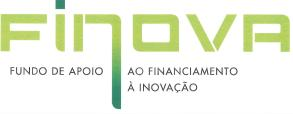 FINOVA
FUNDO DE APOIO AO FINANCIAMENTO
À INOVAÇÃO